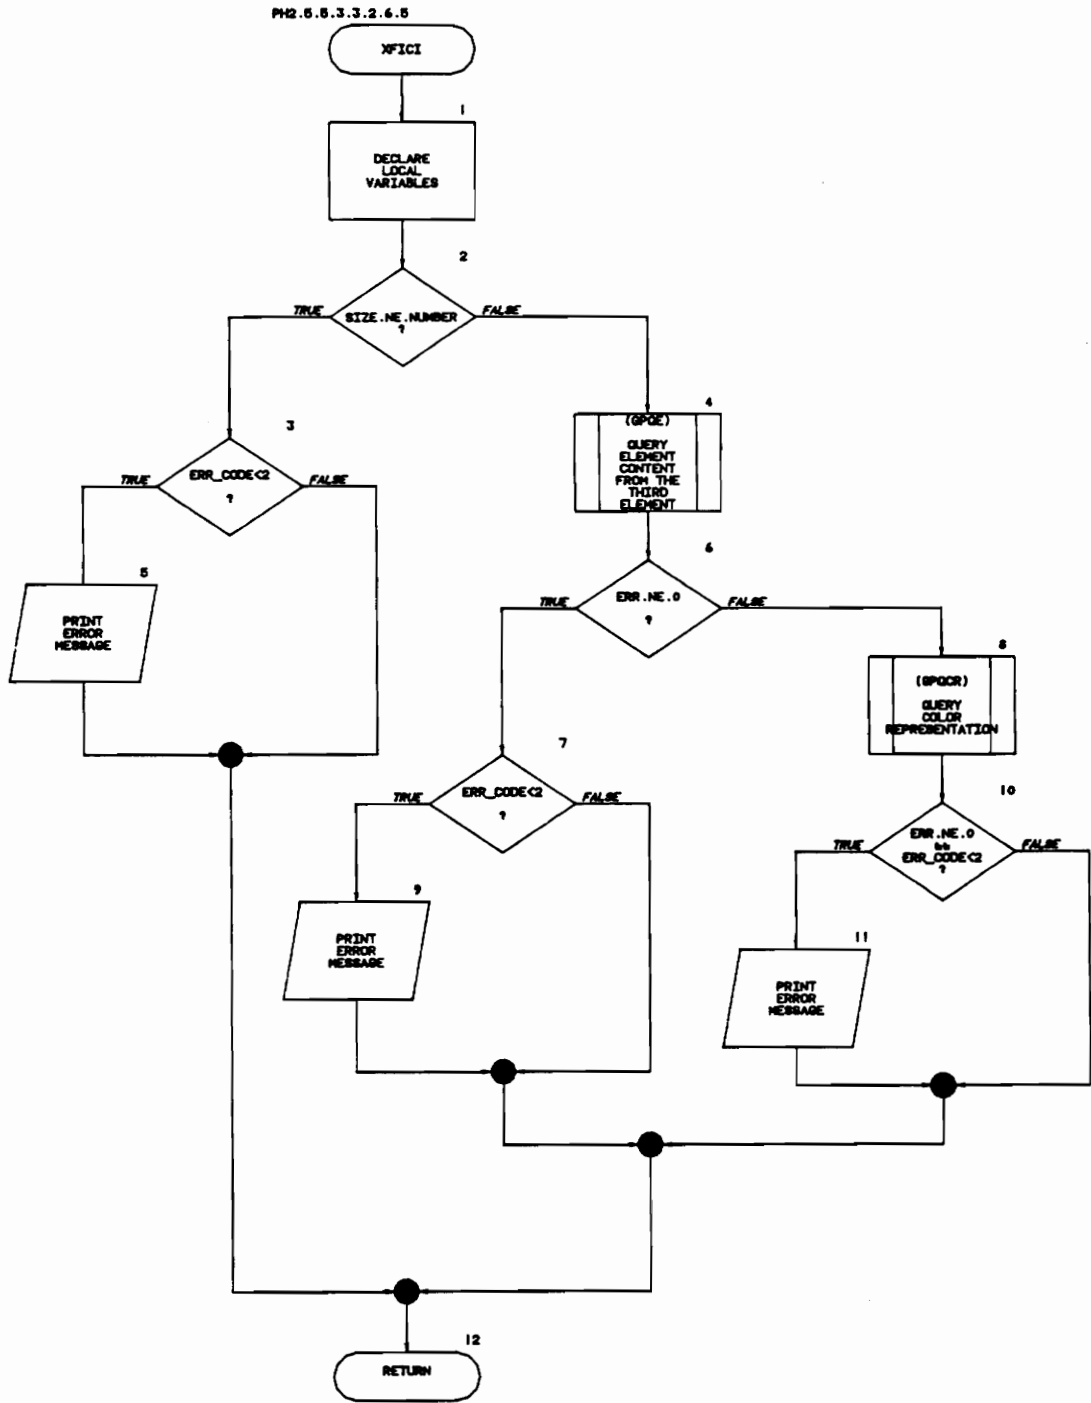 PH2.5.5.3.3.2.6.5
XFICI
1
DECLARE
LOCAL
VARIABLES
2
TRUE
SIZE.NE.NUMBER
?
FALSE
3
TRUE
ERR_CODE<2
?
FALSE
4
(GPQE)
QUERY
ELEMENT
CONTENT
FROM THE
THIRD
ELEMENT
5
PRINT
ERROR
MESSAGE
6
TRUE
ERR.NE.0
?
FALSE
7
TRUE
ERR_CODE<2
?
FALSE
8
(GPQCR)
QUERY
COLOR
REPRESENTATION
9
PRINT
ERROR
MESSAGE
10
TRUE
ERR.NE.0
&&
ERR_CODE<2
?
FALSE
11
PRINT
ERROR
MESSAGE
12
RETURN